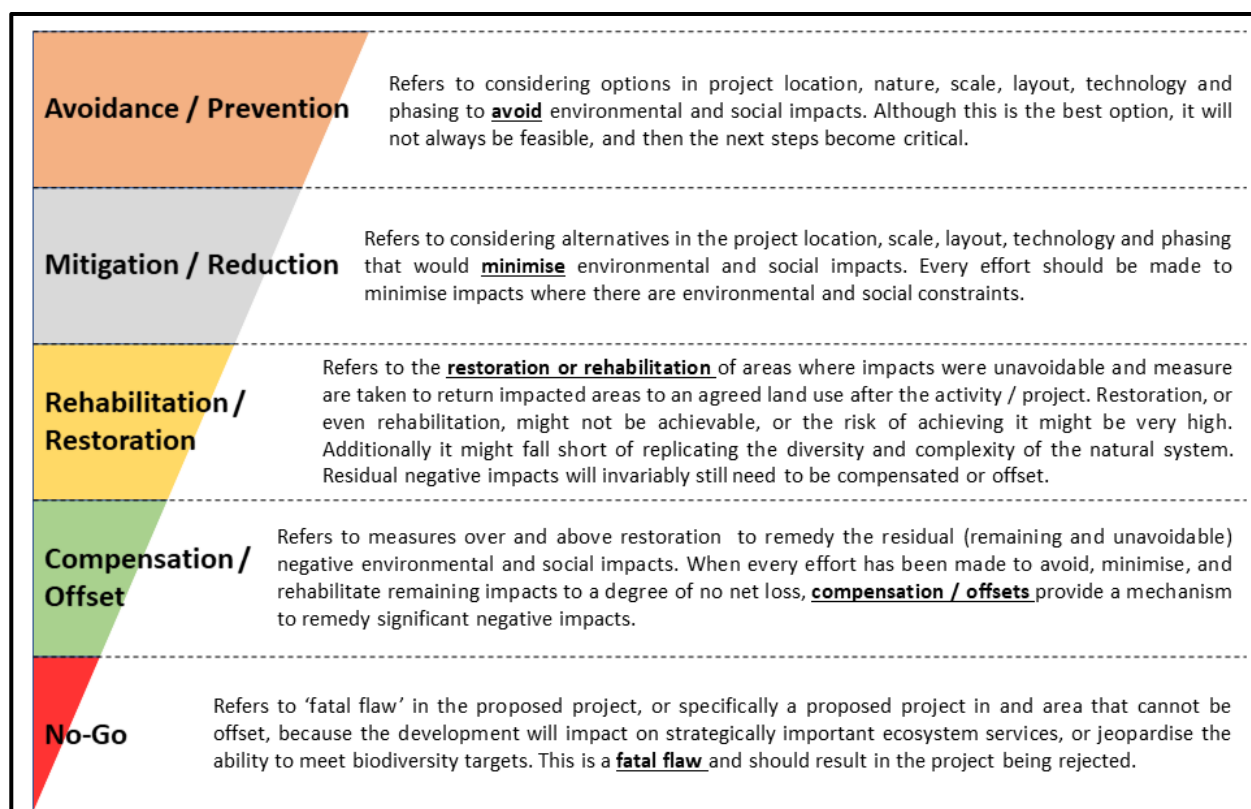 Avoidance / Prevention
Refers to considering options in project location, nature, scale, layout, technology and
phasing to avoid environmental and social impacts. Although this is the best option, it will
not always be feasible, and then the next steps become critical.
Mitigation / Reduction
Refers to considering alternatives in the project location, scale, layout, technology and phasing
that would minimise environmental and social impacts. Every effort should be made to
minimise impacts where there are environmental and social constraints.
Rehabilitation /
Restoration
Refers to the restoration or rehabilitation of areas where impacts were unavoidable and measure
are taken to return impacted areas to an agreed land use after the activity / project. Restoration, or
even rehabilitation, might not be achievable, or the risk of achieving it might be very high.
Additionally it might fall short of replicating the diversity and complexity of the natural system.
Residual negative impacts will invariably still need to be compensated or offset.
Compensation /
Offset
Refers to measures over and above restoration to remedy the residual (remaining and unavoidable)
negative environmental and social impacts. When every effort has been made to avoid, minimise, and
rehabilitate remaining impacts to a degree of no net loss, compensation / offsets provide a mechanism
to remedy significant negative impacts.
No-Go
Refers to ‘fatal flaw’ in the proposed project, or specifically a proposed project in and area that cannot be
offset, because the development will impact on strategically important ecosystem services, or jeopardise the
ability to meet biodiversity targets. This is a fatal flaw and should result in the project being rejected.